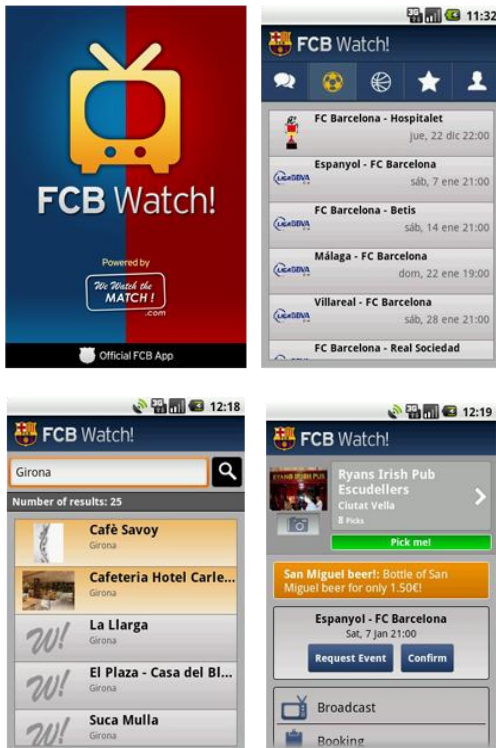 FCB Watch!
Powered by
We Watch the
MATCH!
.com
Official FCB App
3G 11:32
FCB Watch!
FC Barcelona - Hospitalet
jue, 22 dic 22:00
Espanyol - FC Barcelona
sáb, 7 ene 21:00
FC Barcelona - Betis
sáb, 14 ene 21:00
Málaga - FC Barcelona
dom, 22 ene 19:00
Villareal - FC Barcelona
sáb, 28 ene 21:00
FC Barcelona - Real Sociedad
3G 12:18
FCB Watch!
Girona
Number of results: 25
Cafè Savoy
Girona
Cafeteria Hotel Carle...
Girona
W! La Llarga
Girona
W! El Plaza - Casa del Bl...
Girona
W! Suca Mulla
Girona
3G 12:19
FCB Watch!
Ryans Irish Pub
Escudellers
Ciutat Vella
8 Picks
Pick me!
San Miguel beer!: Bottle of San
Miguel beer for only 1.50€!
Espanyol - FC Barcelona
Sat, 7 Jan 21:00
Request Event Confirm
Broadcast
Booking